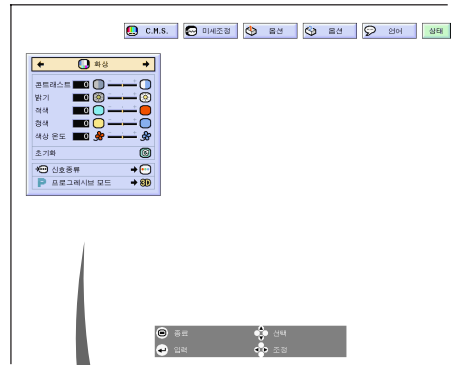 C.M.S. 미세조정 옵션 옵션 언어 상태
화상
콘트래스트 0
밝기 0
적색 0
청색 0
색상 온도 0
초기화
신호종류
P 프로그레시브 모드 3D
종료 선택
입력 조정